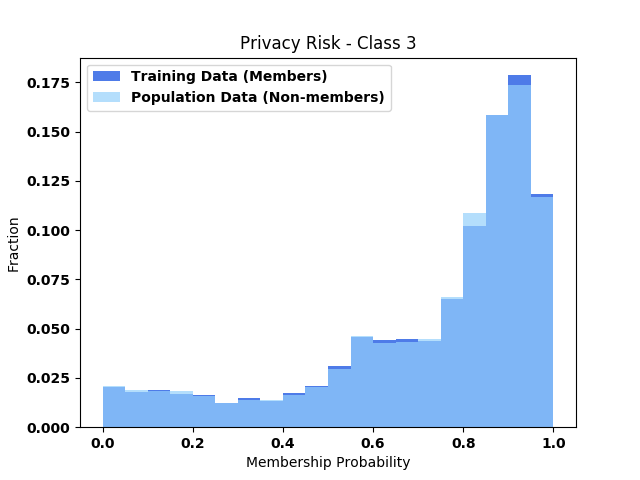 Privacy Risk - Class 3
Training Data (Members)
Population Data (Non-members)
0.175
0.150
0.125
0.100
0.075
0.050
0.025
0.000
Fraction
0.0 0.2 0.4 0.6 0.8 1.0
Membership Probability